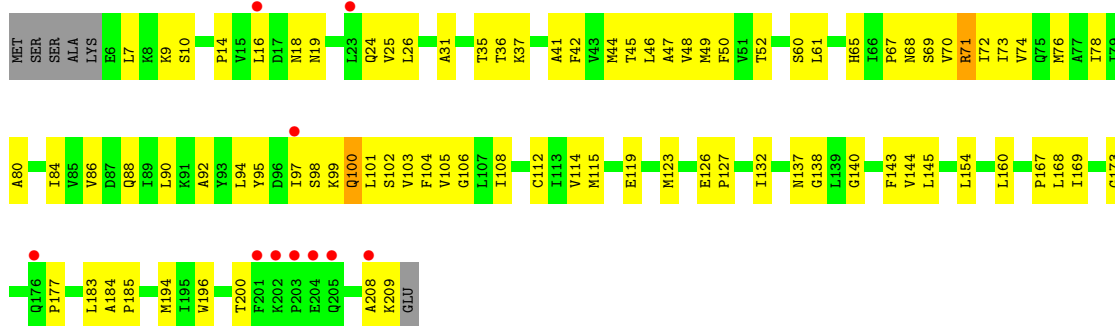 MET SER SER ALA LYS E6 L7 K8 K9 S10 P14 V15 L16 D17 N18 N19 L23 Q24 V25 L26 A31 T35 T36 K37 A41 F42 V43 M44 T45 L46 A47 V48 M49 F50 V51 T52 S60 L61 H65 I66 P67 N68 S69 V70 R71 I72 I73 V74 Q75 M76 A77 I78 I79
A80 I84 V85 V86 D87 Q88 I89 L90 K91 A92 Y93 L94 Y95 D96 I97 S98 K99 Q100 L101 S102 V103 F104 V105 G106 L107 I108 C112 I113 V114 M115 E119 M123 E126 P127 I132 N137 G138 L139 G140 F143 V144 L145 L154 L160 P167 L168 I169 G173
Q176 P177 L183 A184 P185 M194 I195 W196 T200 F201 K202 P203 E204 Q205 A208 K209 GLU